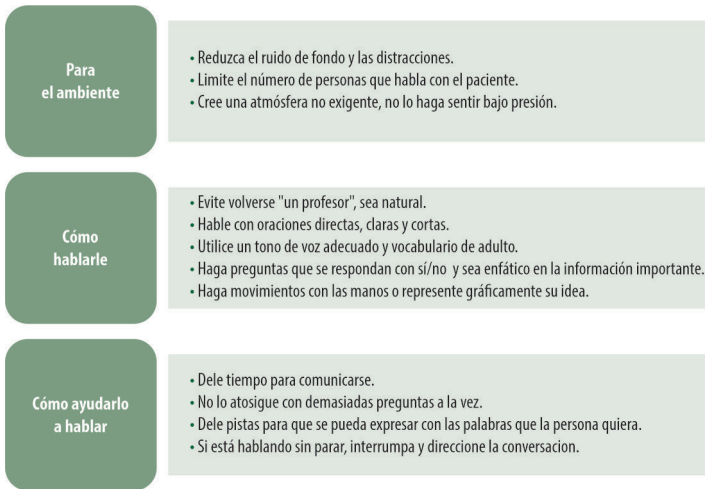 Para
el ambiente
• Reduzca el ruido de fondo y las distracciones.
• Limite el número de personas que habla con el paciente.
• Cree una atmósfera no exigente, no lo haga sentir bajo presión.
Cómo
hablarle
• Evite volverse "un profesor", sea natural.
• Hable con oraciones directas, claras y cortas.
• Utilice un tono de voz adecuado y vocabulario de adulto.
• Haga preguntas que se respondan con sí/no y sea enfático en la información importante.
• Haga movimientos con las manos o represente gráficamente su idea.
Cómo ayudarlo
a hablar
• Dele tiempo para comunicarse.
• No lo atosigue con demasiadas preguntas a la vez.
• Dele pistas para que se pueda expresar con las palabras que la persona quiera.
• Si está hablando sin parar, interrumpa y direccione la conversacion.